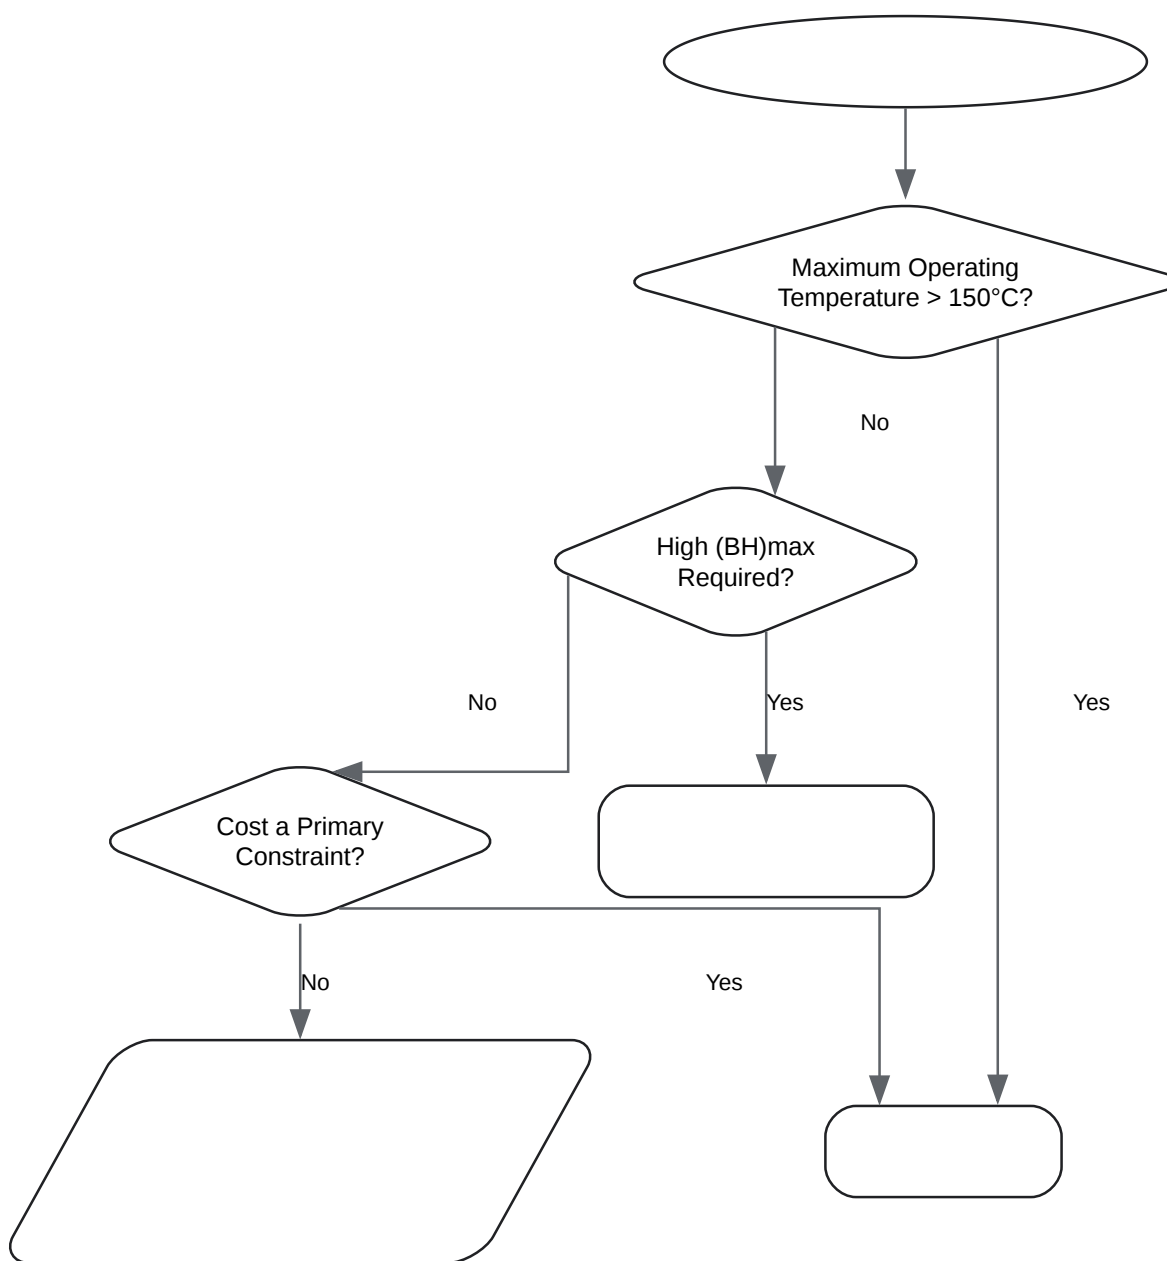 Maximum Operating
Temperature > 150°C?
No
High (BH)max
Required?
No
Yes
Yes
Cost a Primary
Constraint?
No
Yes